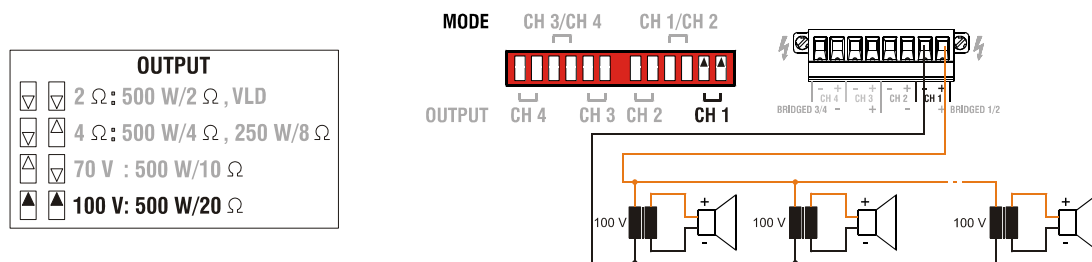 OUTPUT
2 Ω: 500 W/2 Ω , VLD
4 Ω: 500 W/4 Ω , 250 W/8 Ω
70 V : 500 W/10 Ω
100 V: 500 W/20 Ω
MODE CH 3/CH 4 CH 1/CH 2
OUTPUT CH 4 CH 3 CH 2 CH 1
- + - + - + - +
CH 4 CH 3 CH 2 CH 1
BRIDGED 3/4 - + - + BRIDGED 1/2
100 V + -
100 V + -
100 V + -